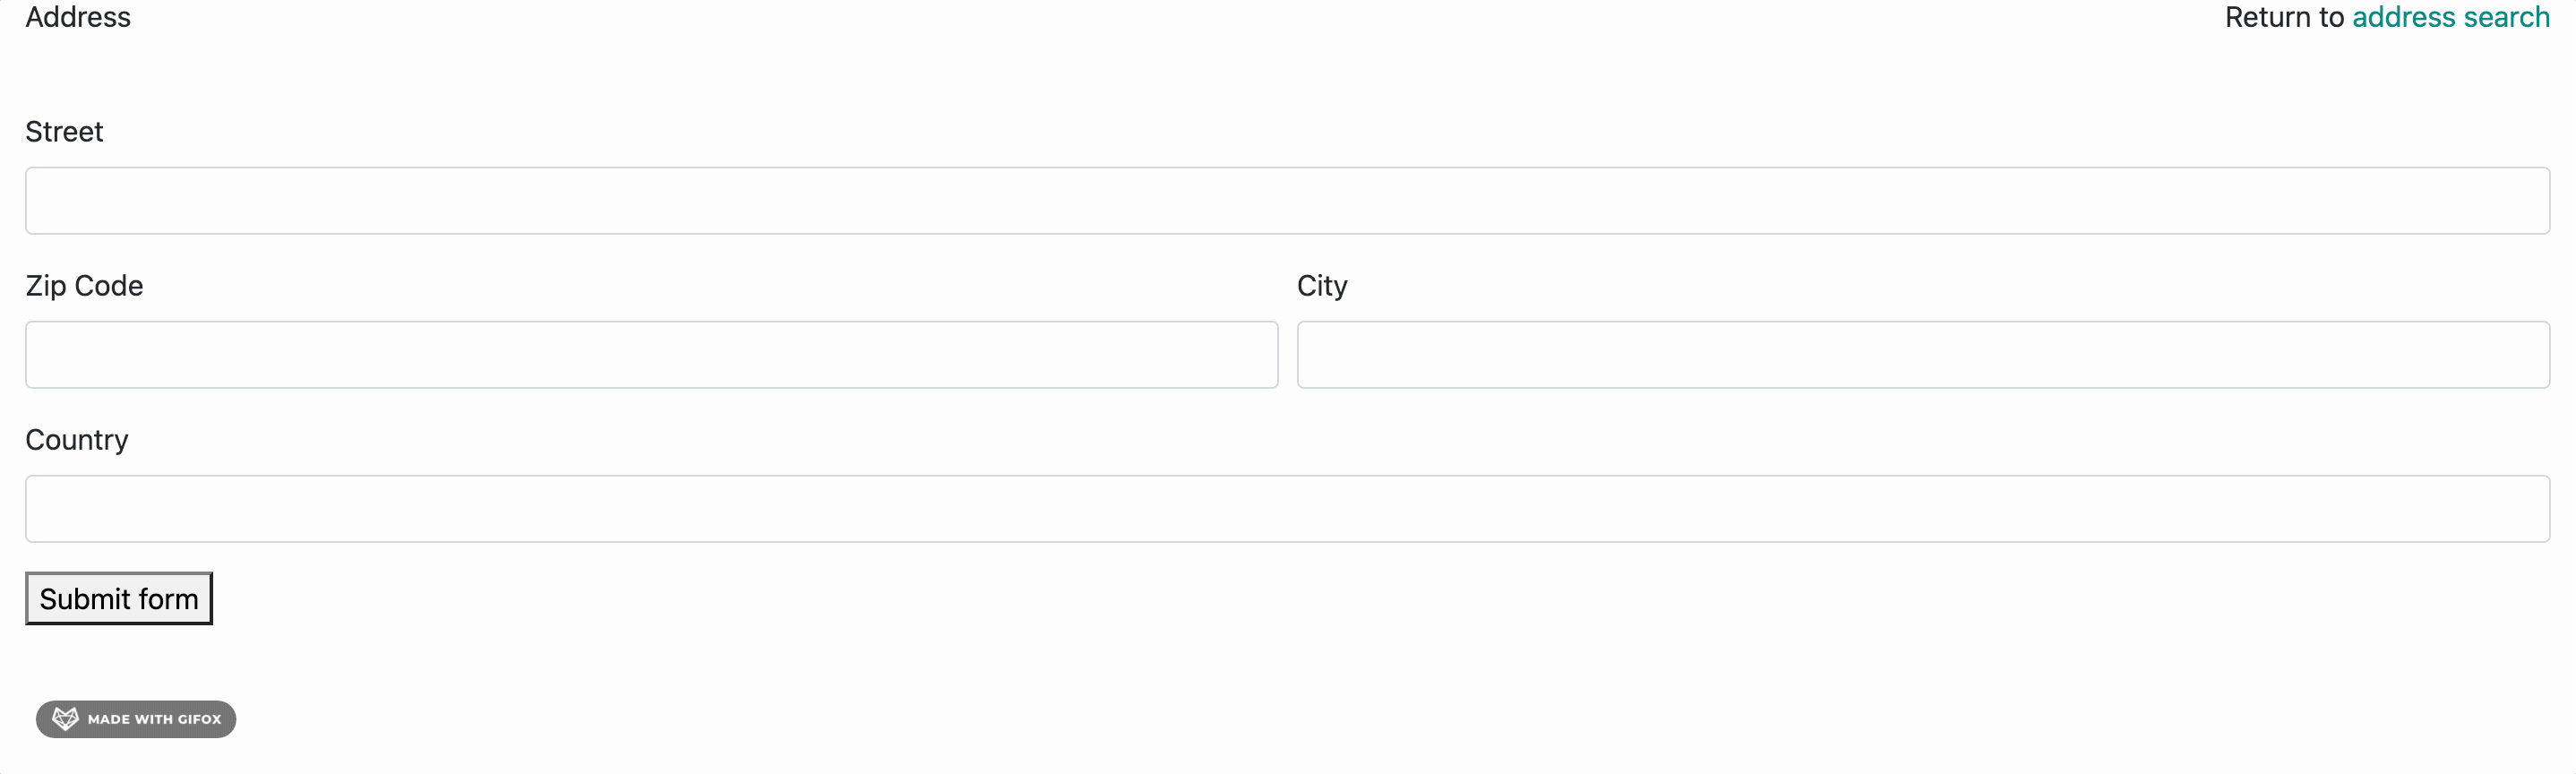 Address
Return to address search
Street
Zip Code
City
Country
Submit form
MADE WITH GIFOX